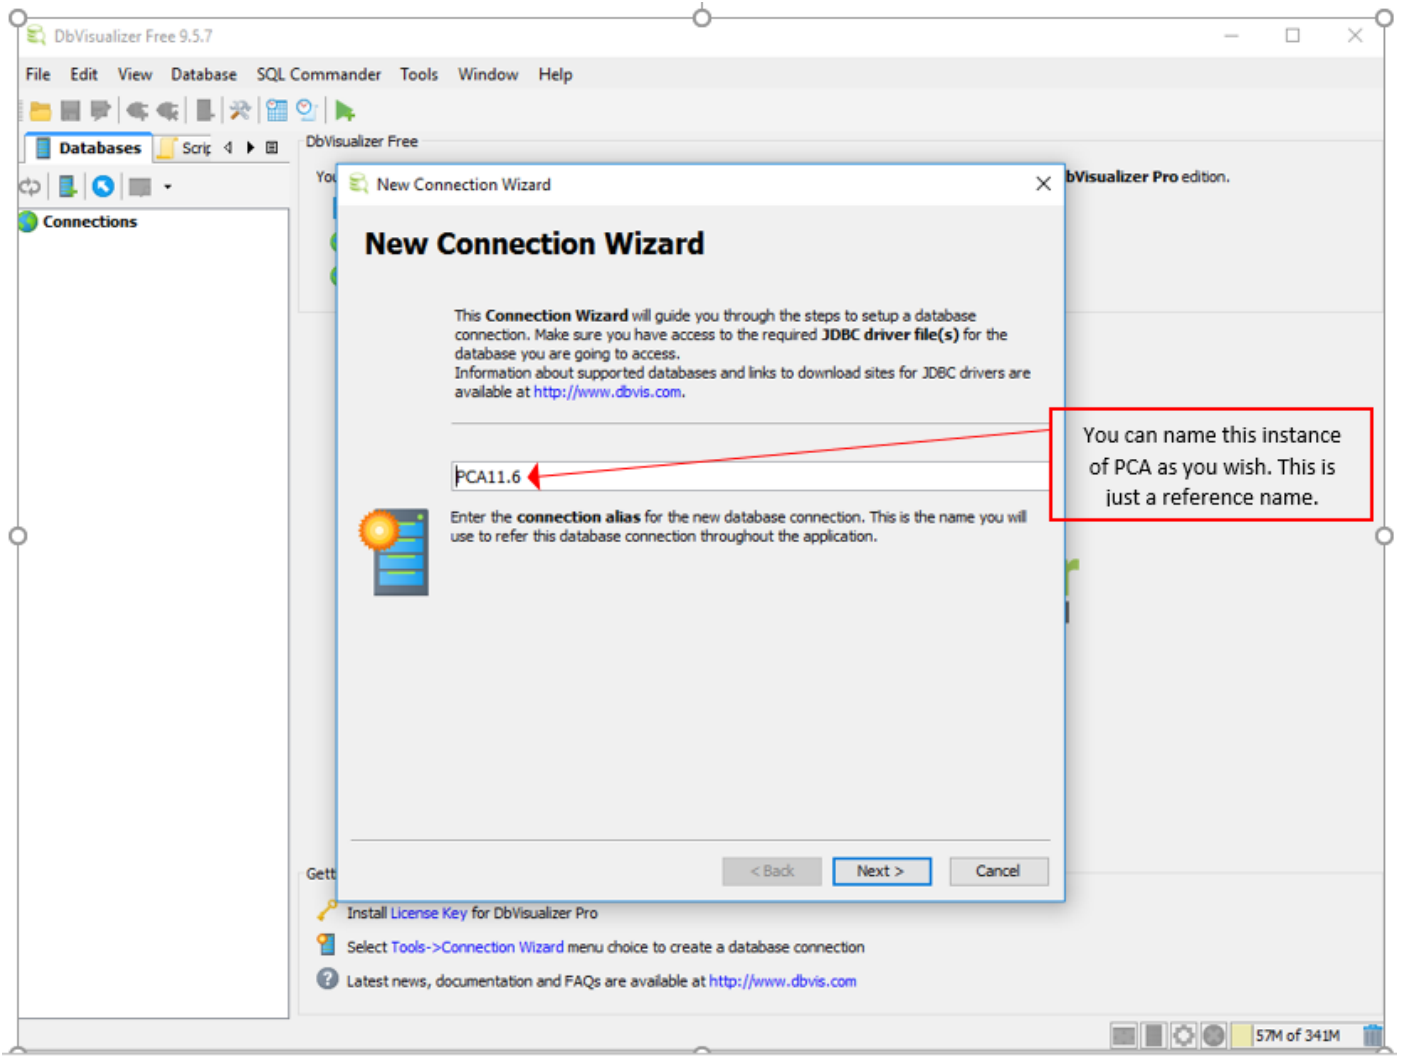 DbVisualizer Free 9.5.7
File Edit View Database SQL Commander Tools Window Help
Databases Scrip
DbVisualizer Free
You
bVisualizer Pro edition.
Connections
New Connection Wizard
New Connection Wizard
This Connection Wizard will guide you through the steps to setup a database
connection. Make sure you have access to the required JDBC driver file(s) for the
database you are going to access.
Information about supported databases and links to download sites for JDBC drivers are
available at http://www.dbvis.com.
You can name this instance
of PCA as you wish. This is
just a reference name.
PCA11.6
Enter the connection alias for the new database connection. This is the name you will
use to refer this database connection throughout the application.
r
< Back Next > Cancel
Gett
Install License Key for DbVisualizer Pro
Select Tools->Connection Wizard menu choice to create a database connection
Latest news, documentation and FAQs are available at http://www.dbvis.com
57M of 341M